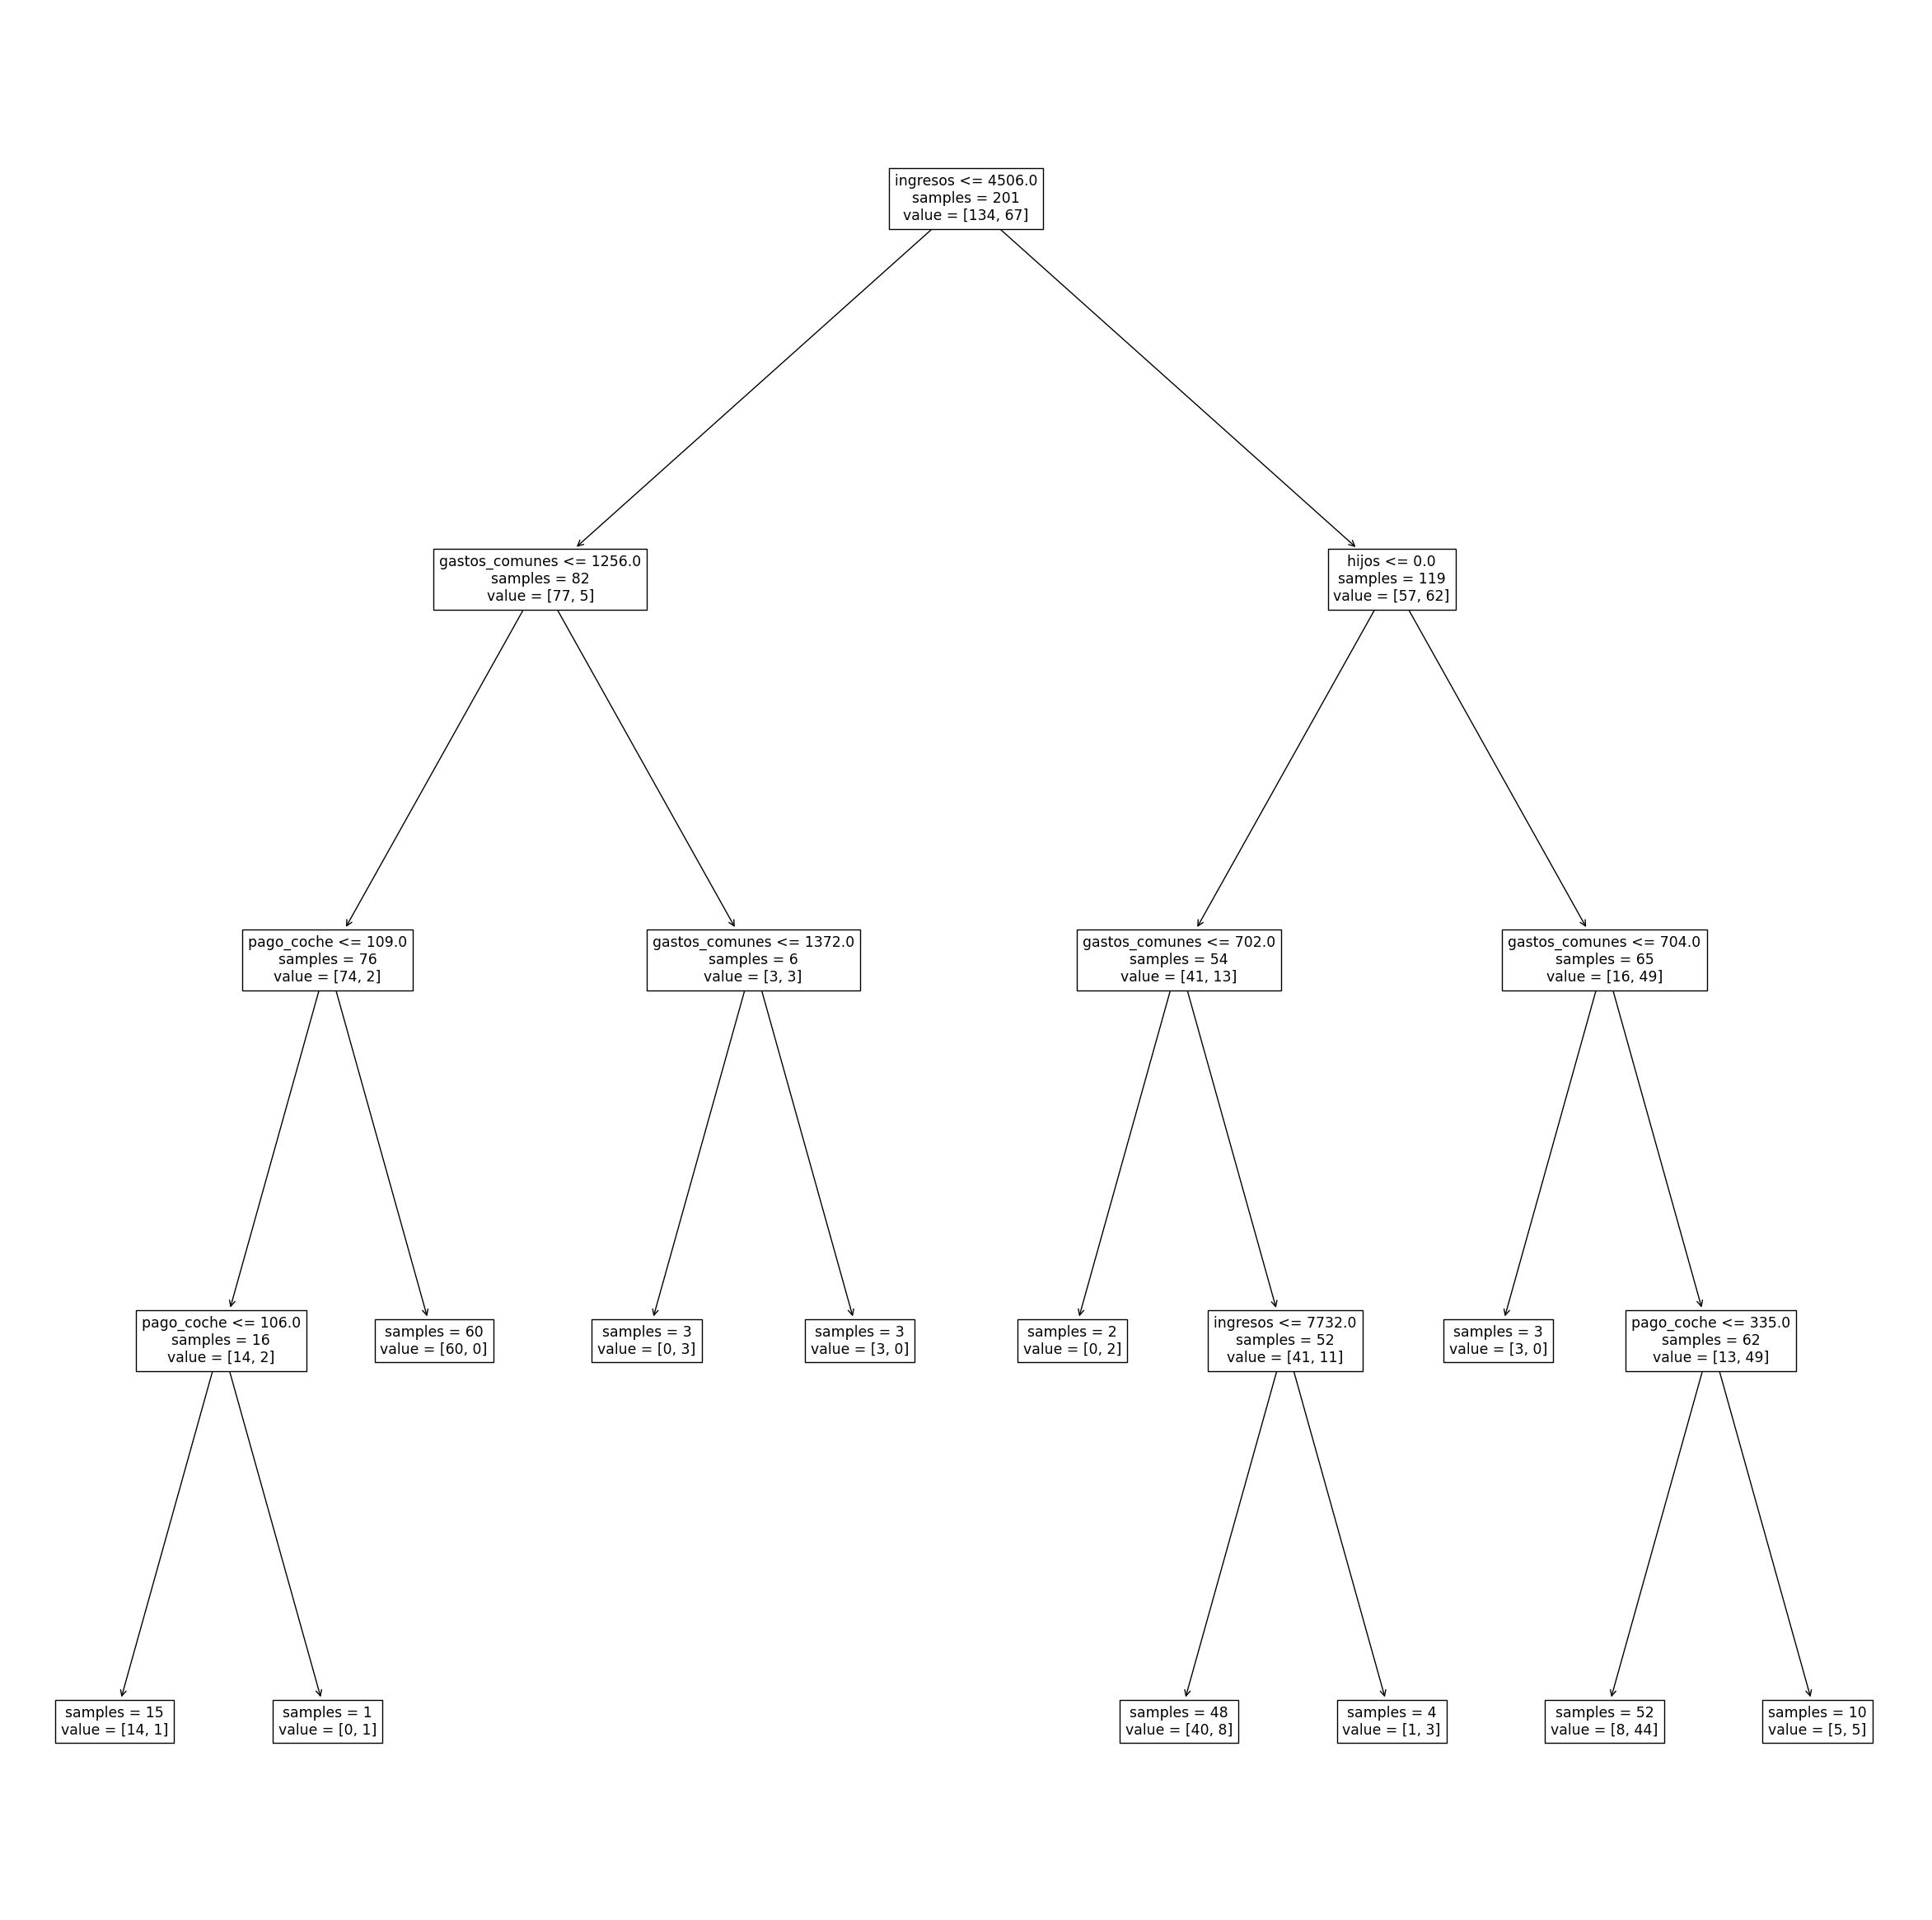 ingresos <= 4506.0
samples = 201
value = [134, 67]
gastos_comunes <= 1256.0
samples = 82
value = [77, 5]
hijos <= 0.0
samples = 119
value = [57, 62]
pago_coche <= 109.0
samples = 76
value = [74, 2]
gastos_comunes <= 1372.0
samples = 6
value = [3, 3]
gastos_comunes <= 702.0
samples = 54
value = [41, 13]
gastos_comunes <= 704.0
samples = 65
value = [16, 49]
pago_coche <= 106.0
samples = 16
value = [14, 2]
samples = 60
value = [60, 0]
samples = 3
value = [0, 3]
samples = 3
value = [3, 0]
samples = 2
value = [0, 2]
ingresos <= 7732.0
samples = 52
value = [41, 11]
samples = 3
value = [3, 0]
pago_coche <= 335.0
samples = 62
value = [13, 49]
samples = 15
value = [14, 1]
samples = 1
value = [0, 1]
samples = 48
value = [40, 8]
samples = 4
value = [1, 3]
samples = 52
value = [8, 44]
samples = 10
value = [5, 5]